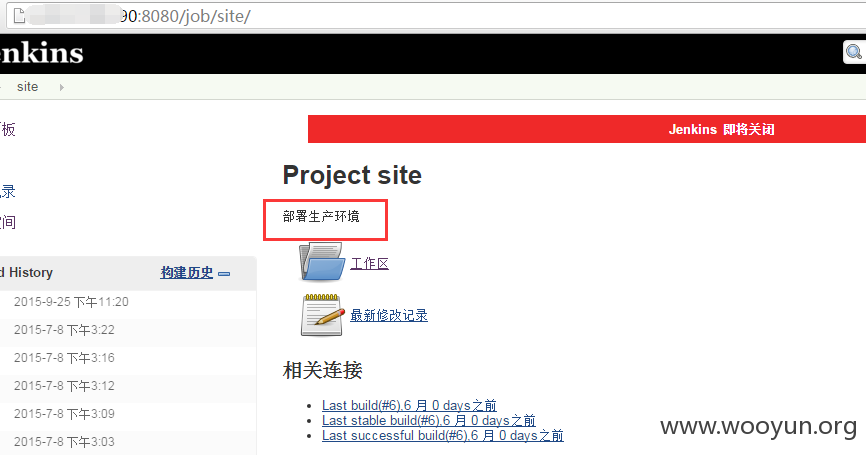 90:8080/job/site/
enkins
site
板
Jenkins 即将关闭
Project site
录
部署生产环境
空间
工作区
d History
构建历史
2015-9-25 下午11:20
最新修改记录
2015-7-8 下午3:22
2015-7-8 下午3:16
相关连接
2015-7-8 下午3:12
Last build(#6),6 月 0 days之前
2015-7-8 下午3:09
Last stable build(#6),6 月 0 days之前
Last successful build(#6),6 月 0 days之前
2015-7-8 下午3:03
www.wooyun.org